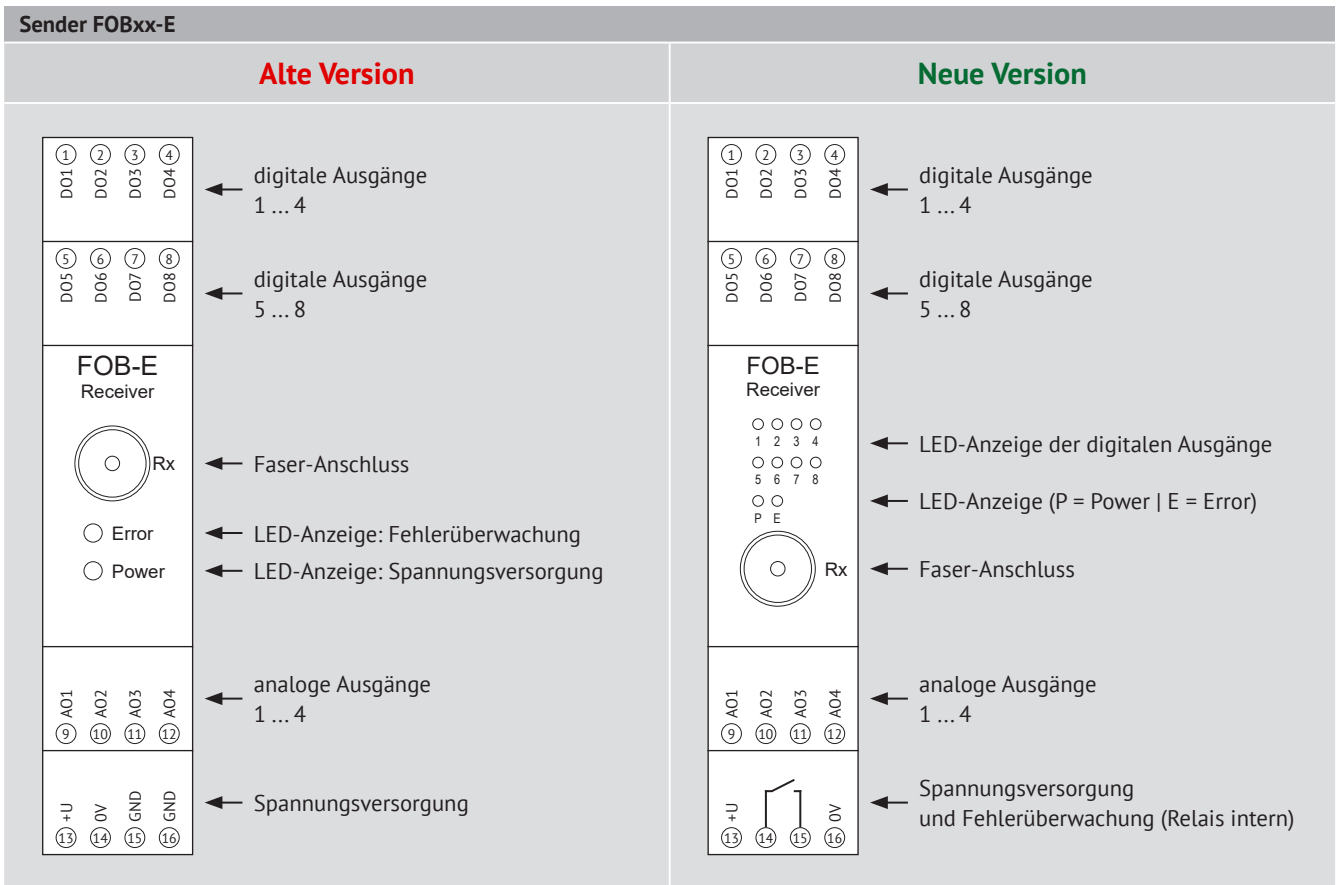 Sender FOBxx-E
Alte Version
1 2 3 4
DO1 DO2 DO3 DO4
digitale Ausgänge
1 ... 4
5 6 7 8
DO5 DO6 DO7 DO8
digitale Ausgänge
5 ... 8
FOB-E
Receiver
Rx
Faser-Anschluss
Error
LED-Anzeige: Fehlerüberwachung
Power
LED-Anzeige: Spannungsversorgung
AO1 AO2 AO3 AO4
9 10 11 12
analoge Ausgänge
1 ... 4
+U 0V GND GND
13 14 15 16
Spannungsversorgung
Neue Version
1 2 3 4
DO1 DO2 DO3 DO4
digitale Ausgänge
1 ... 4
5 6 7 8
DO5 DO6 DO7 DO8
digitale Ausgänge
5 ... 8
FOB-E
Receiver
1 2 3 4
LED-Anzeige der digitalen Ausgänge
5 6 7 8
P E
LED-Anzeige (P = Power | E = Error)
Rx
Faser-Anschluss
AO1 AO2 AO3 AO4
9 10 11 12
analoge Ausgänge
1 ... 4
+U 0V
13 14 15 16
Spannungsversorgung
und Fehlerüberwachung (Relais intern)